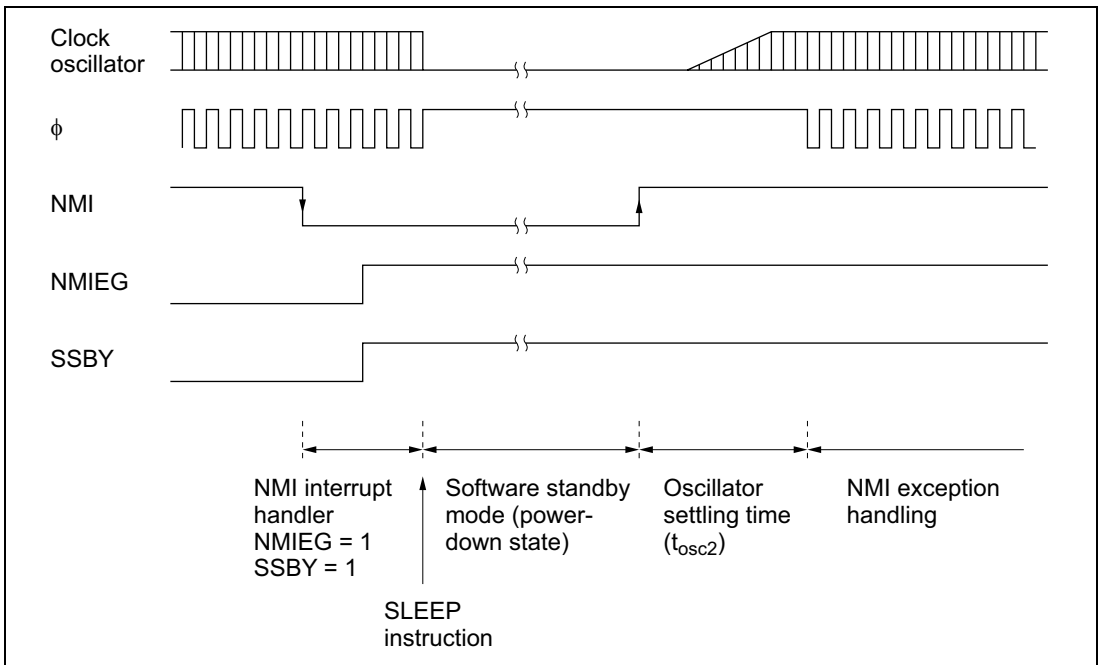 Clock
oscillator
ϕ
NMI
NMIEG
SSBY
NMI interrupt
handler
NMIEG = 1
SSBY = 1
Software standby
mode (power-
down state)
Oscillator
settling time
(tosc2)
NMI exception
handling
SLEEP
instruction